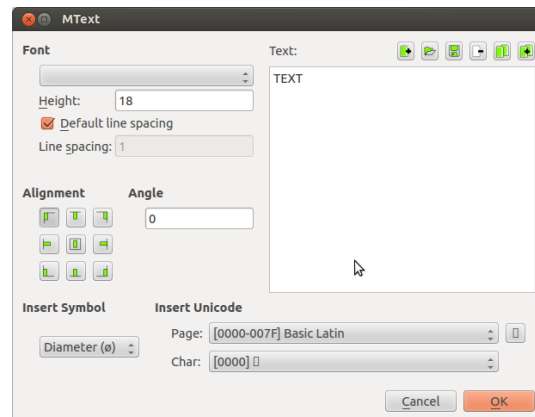 MText
Font
Height: 18
Default line spacing
Line spacing: 1
Alignment
Angle
0
Text:
TEXT
Insert Symbol
Diameter (ø)
Insert Unicode
Page: [0000-007F] Basic Latin
Char: [0000]
Cancel
OK